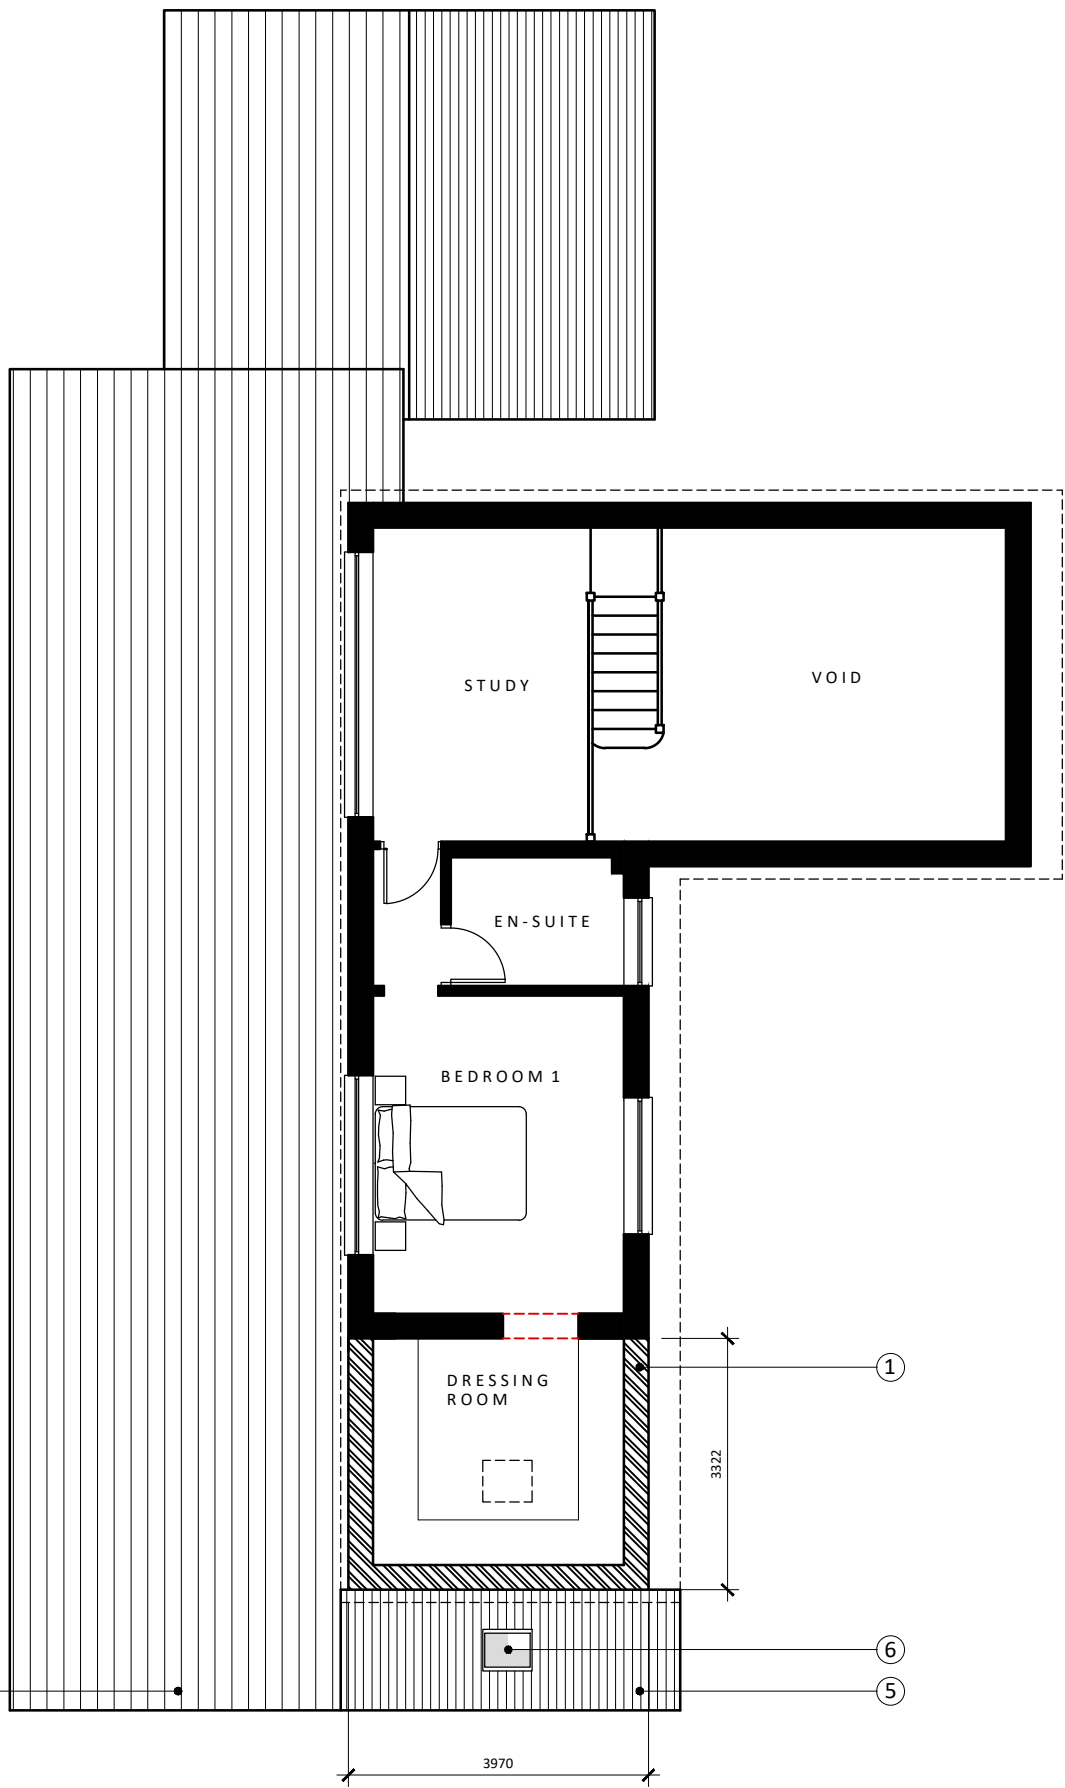 STUDY
VOID
EN-SUITE
BEDROOM 1
DRESSING
ROOM
1
3322
6
5
3970